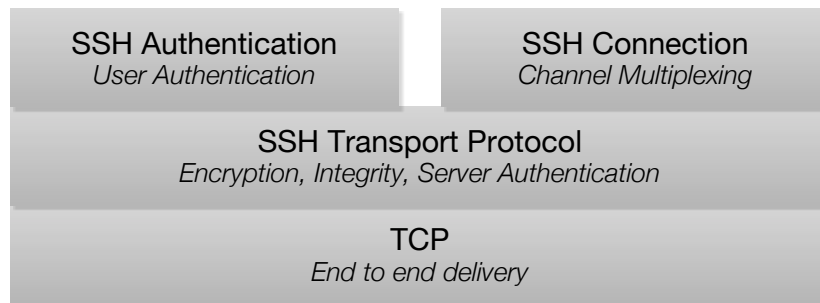 SSH Authentication
User Authentication
SSH Connection
Channel Multiplexing
SSH Transport Protocol
Encryption, Integrity, Server Authentication
TCP
End to end delivery